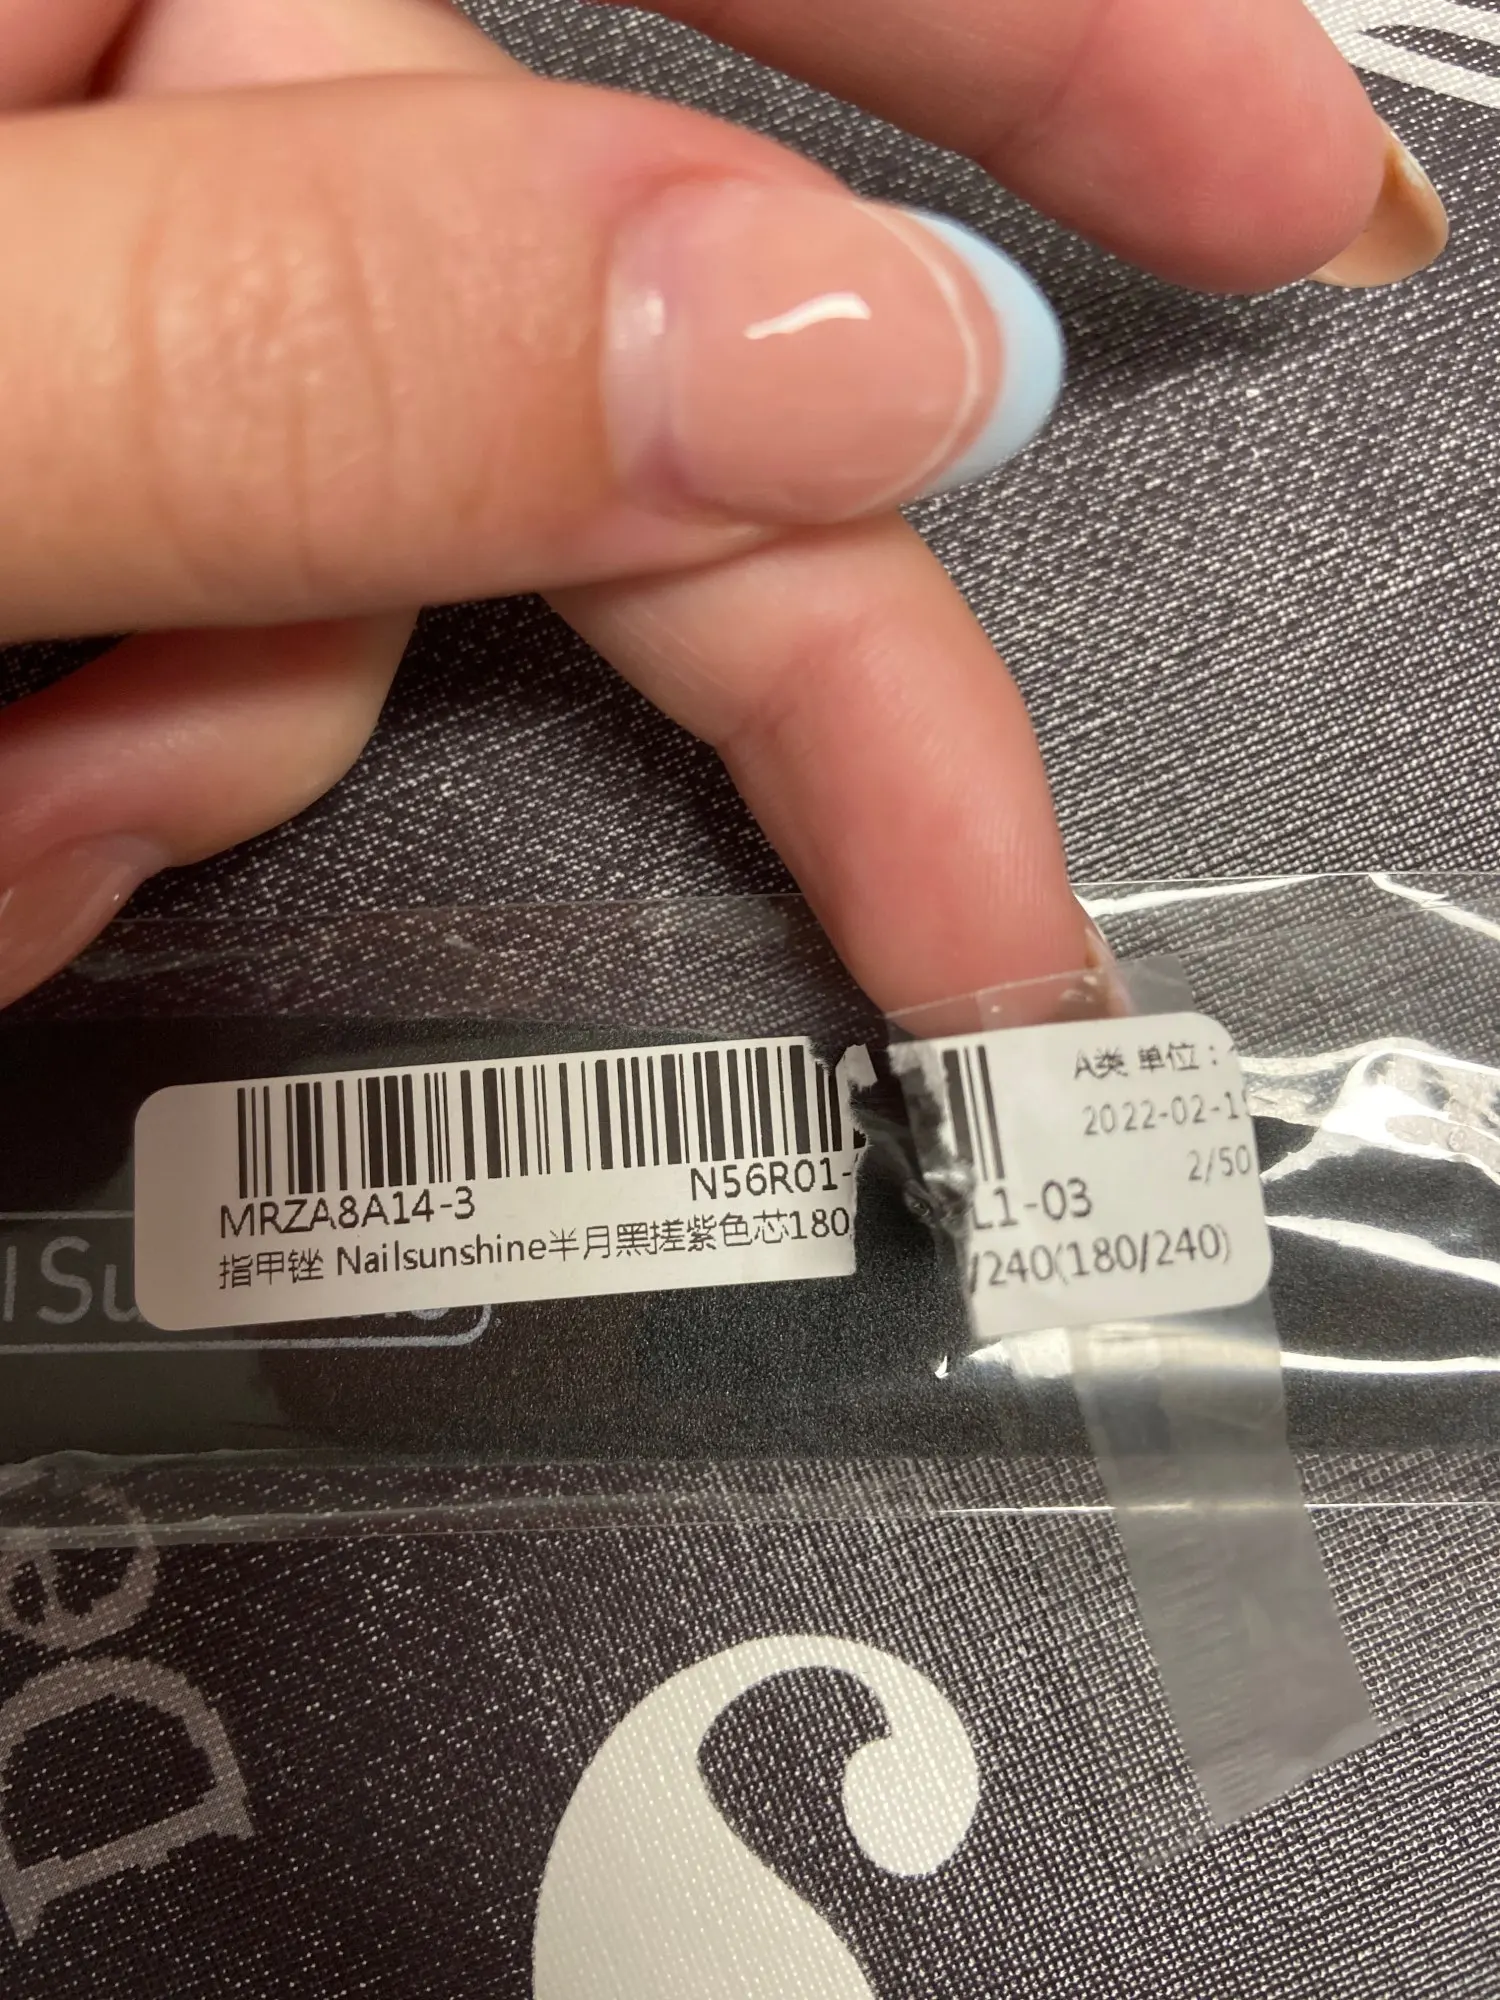 A类 单位：
2022-02-1
2/50
MRZA8A14-3 N56R01- L1-03
指甲锉 Nailsunshine半月黑搓紫色芯180 /240(180/240)
l Su
De